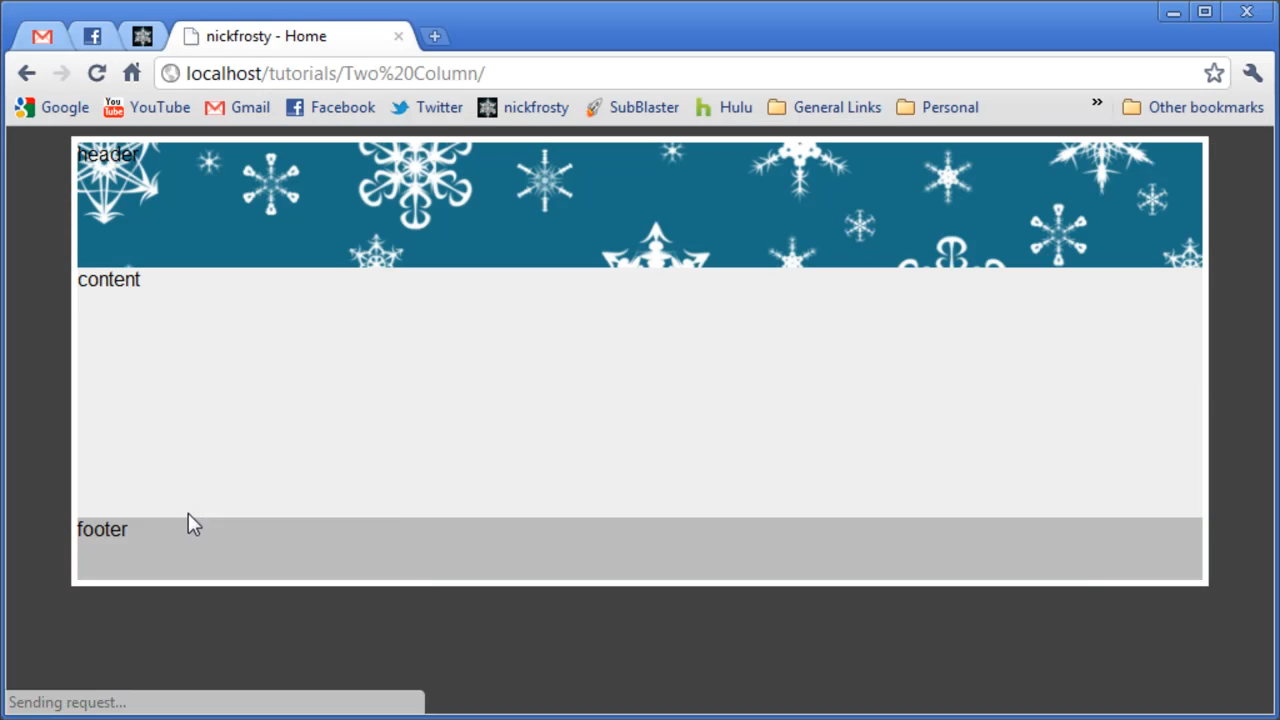 nickfrosty - Home
localhost/tutorials/Two%20Column/
Google YouTube Gmail Facebook Twitter nickfrosty SubBlaster Hulu General Links Personal » Other bookmarks
header
content
footer
Sending request...